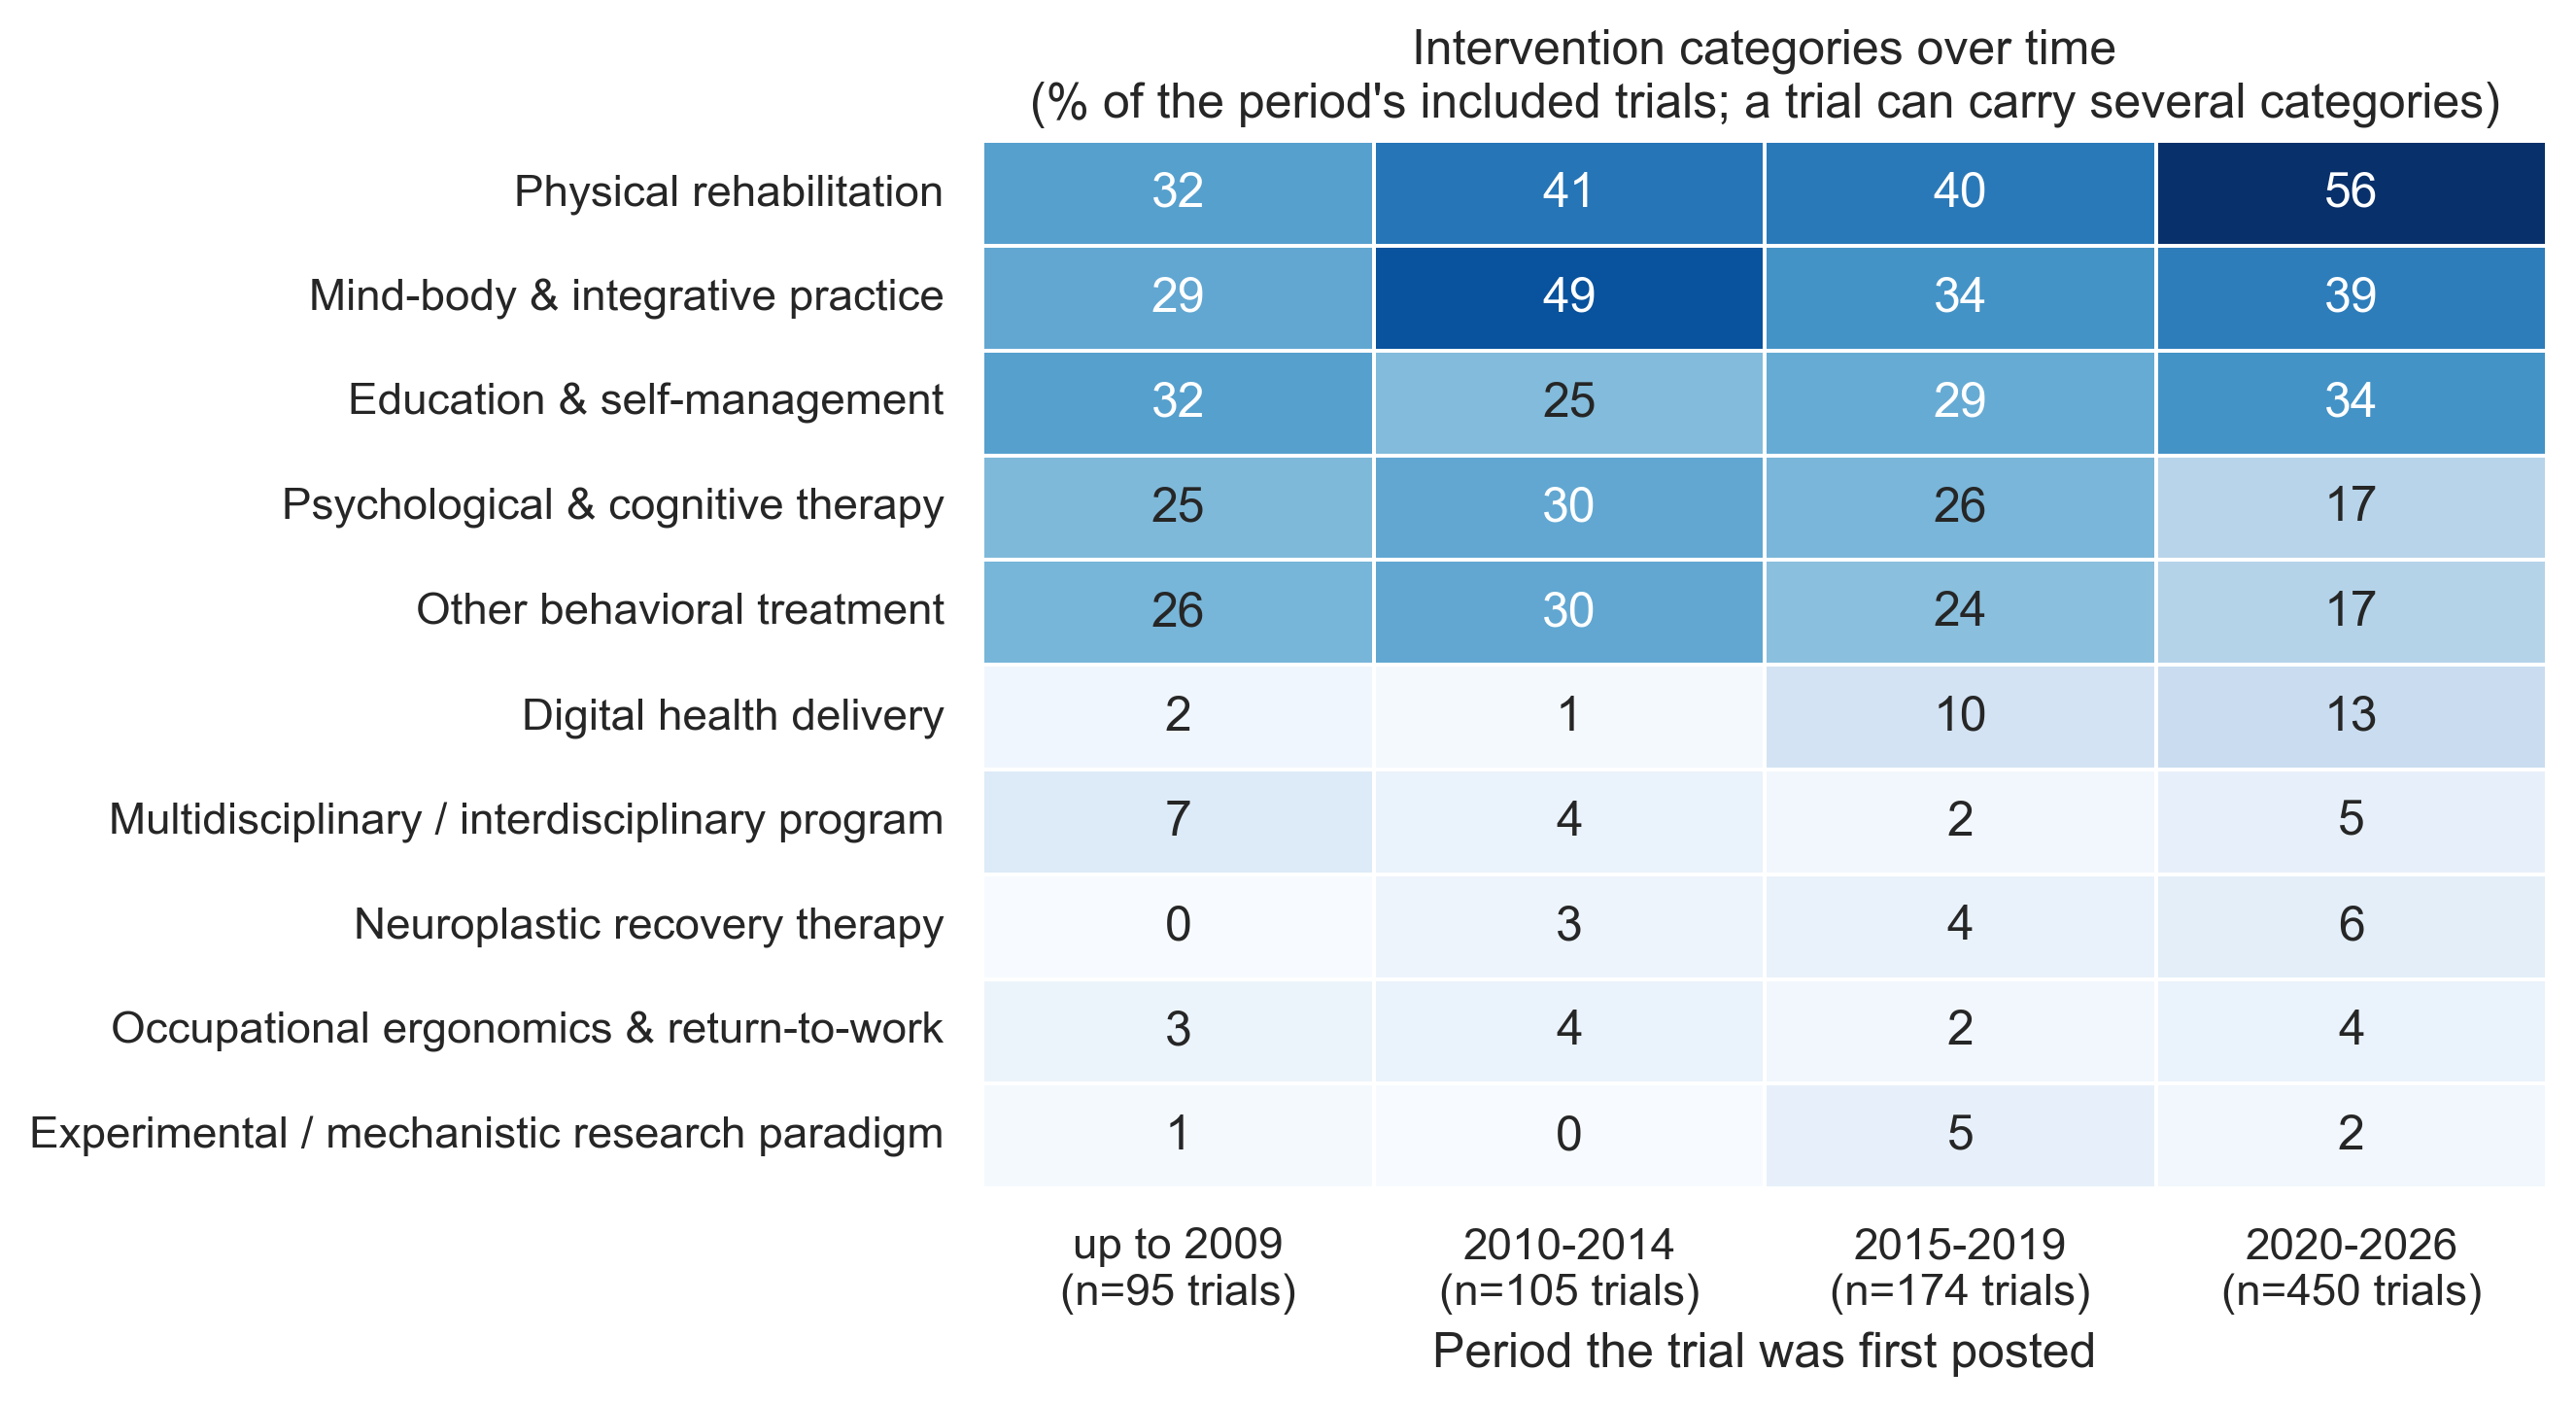 Intervention categories over time
(% of the period's included trials; a trial can carry several categories)
Physical rehabilitation 32 41 40 56
Mind-body & integrative practice 29 49 34 39
Education & self-management 32 25 29 34
Psychological & cognitive therapy 25 30 26 17
Other behavioral treatment 26 30 24 17
Digital health delivery 2 1 10 13
Multidisciplinary / interdisciplinary program 7 4 2 5
Neuroplastic recovery therapy 0 3 4 6
Occupational ergonomics & return-to-work 3 4 2 4
Experimental / mechanistic research paradigm 1 0 5 2
up to 2009 2010-2014 2015-2019 2020-2026
(n=95 trials) (n=105 trials) (n=174 trials) (n=450 trials)
Period the trial was first posted